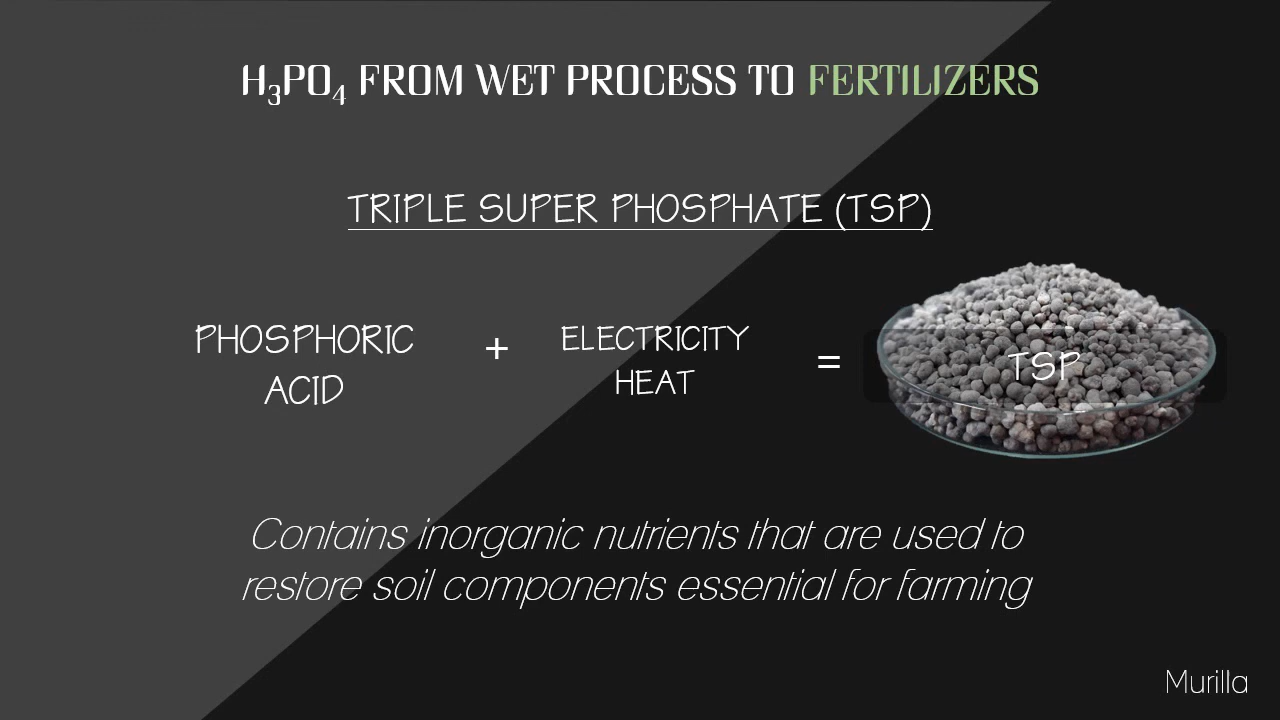 H₃PO₄ FROM WET PROCESS TO FERTILIZERS
TRIPLE SUPER PHOSPHATE (TSP)
PHOSPHORIC
ACID
+
ELECTRICITY
HEAT
=
TSP
Contains inorganic nutrients that are used to
restore soil components essential for farming
Murilla